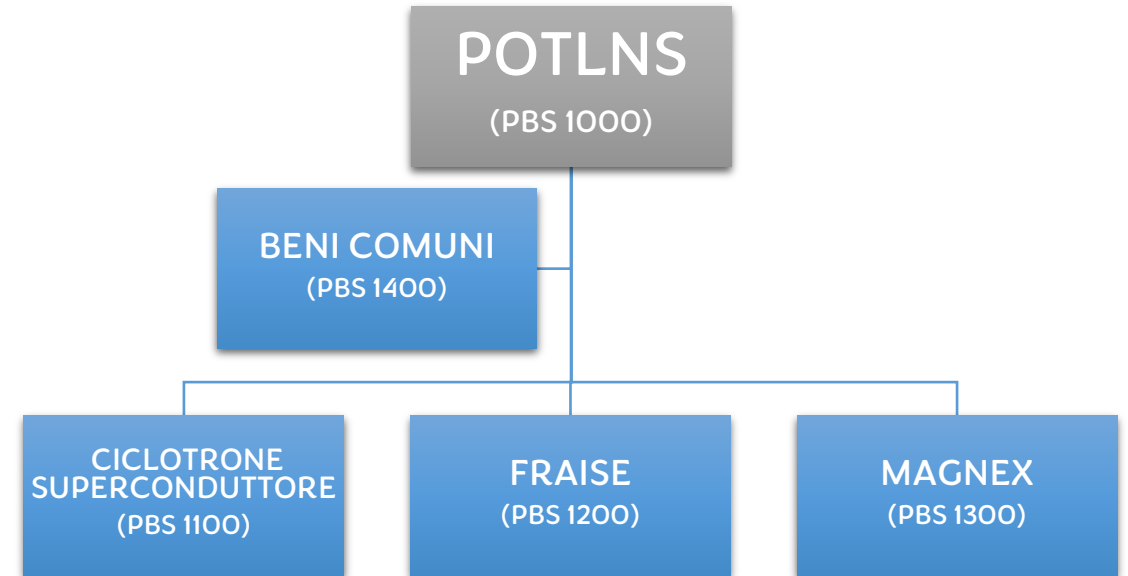 POTLNS
(PBS 1000)
BENI COMUNI
(PBS 1400)
CICLOTRONE
SUPERCONDUTTORE
(PBS 1100)
FRAISE
(PBS 1200)
MAGNEX
(PBS 1300)